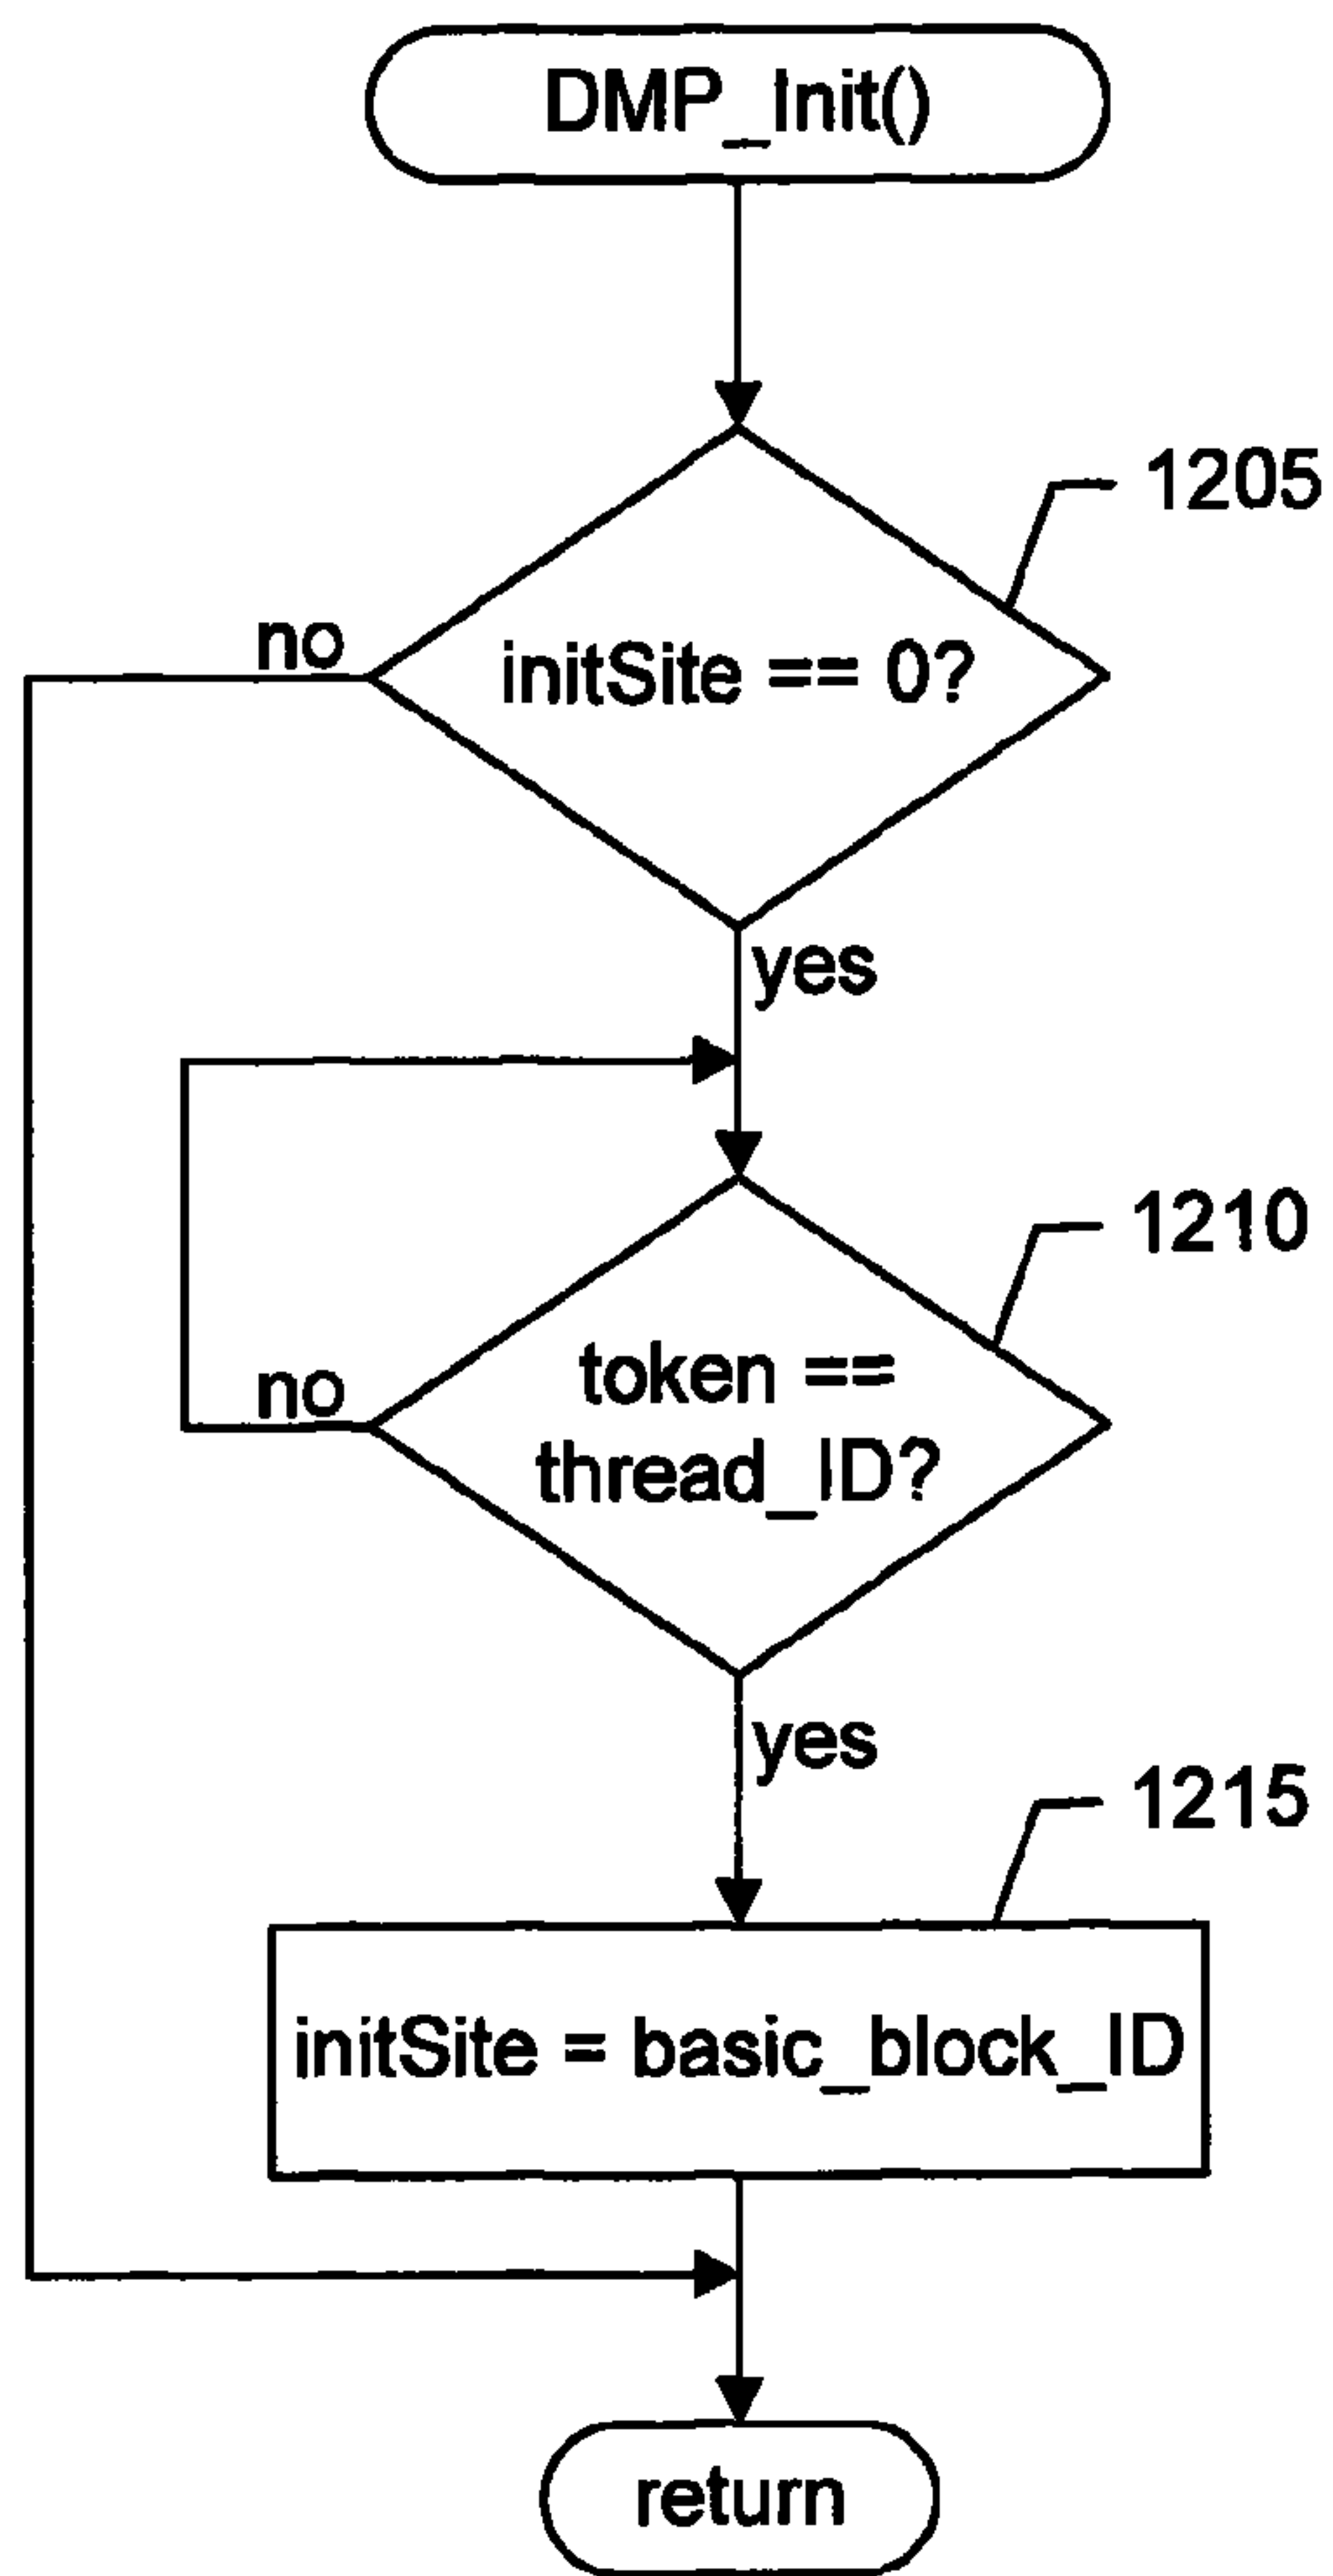 DMP_Init()
1205
no
initSite == 0?
yes
1210
token ==
no
thread_ID?
yes
1215
initSite = basic_block_ID
return